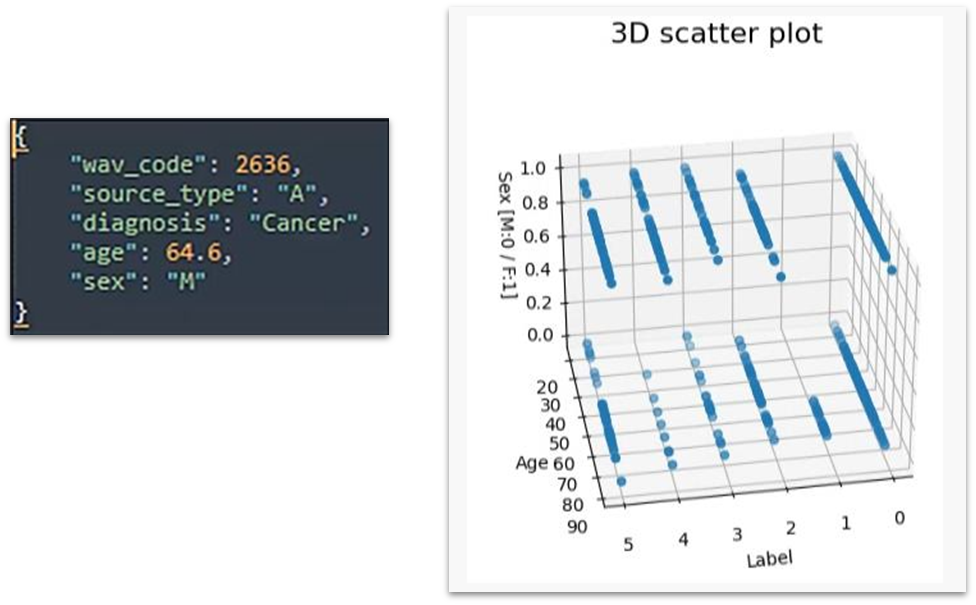 {
"wav_code": 2636,
"source_type": "A",
"diagnosis": "Cancer",
"age": 64.6,
"sex": "M"
}
3D scatter plot
Sex [M:0 / F:1]
1.0
0.8
0.6
0.4
0.2
0.0
20
30
40
50
Age 60
70
80
90
5 4 3 2 1 0
Label